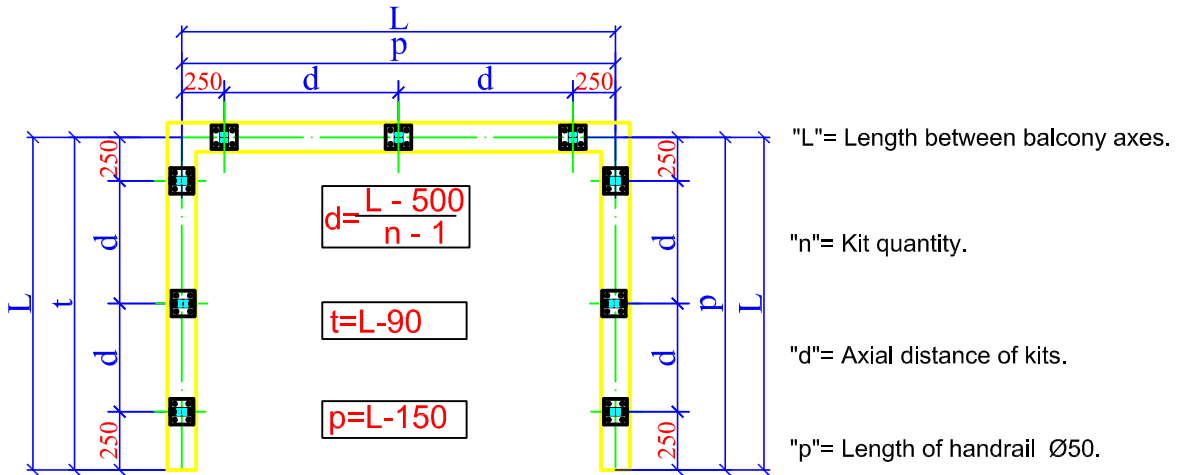 L
p
250 d d 250
250
d
d
250
L
t
d= L - 500
n - 1
t=L-90
p=L-150
250
d
d
250
p
L
"L"= Length between balcony axes.
"n"= Kit quantity.
"d"= Axial distance of kits.
"p"= Length of handrail Ø50.